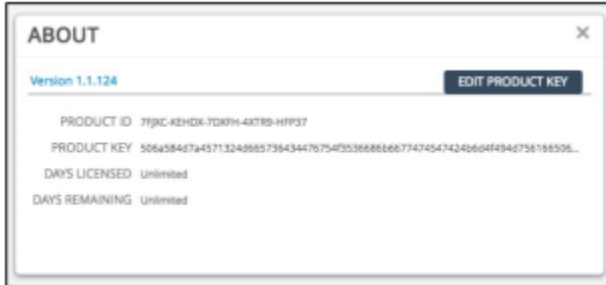 ABOUT
Version 1.1.124 EDIT PRODUCT KEY
PRODUCT ID
PRODUCT KEY
DAYS LICENSED Unlimited
DAYS REMAINING Unlimited